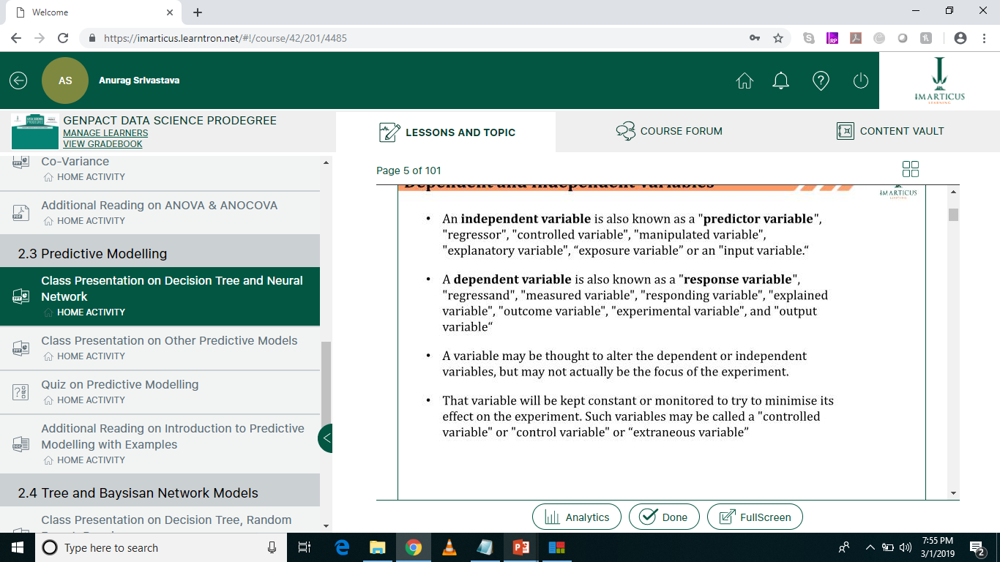 Welcome
https://imarticus.learntron.net/#!/course/42/201/4485
RP
AS
Anurag Srivastava
IMARTICUS
LEARNING
GENPACT DATA SCIENCE PRODEGREE
MANAGE LEARNERS
VIEW GRADEBOOK
LESSONS AND TOPIC
COURSE FORUM
CONTENT VAULT
Co-Variance
HOME ACTIVITY
Additional Reading on ANOVA & ANOCOVA
HOME ACTIVITY
2.3 Predictive Modelling
Class Presentation on Decision Tree and Neural
Network
HOME ACTIVITY
Class Presentation on Other Predictive Models
HOME ACTIVITY
Quiz on Predictive Modelling
HOME ACTIVITY
Additional Reading on Introduction to Predictive
Modelling with Examples
HOME ACTIVITY
2.4 Tree and Baysisan Network Models
Class Presentation on Decision Tree, Random
Page 5 of 101
Dependent and Independent Variables
IMARTICUS
• An independent variable is also known as a "predictor variable",
"regressor", "controlled variable", "manipulated variable",
"explanatory variable", “exposure variable” or an "input variable.“
• A dependent variable is also known as a "response variable",
"regressand", "measured variable", "responding variable", "explained
variable", "outcome variable", "experimental variable", and "output
variable“
• A variable may be thought to alter the dependent or independent
variables, but may not actually be the focus of the experiment.
• That variable will be kept constant or monitored to try to minimise its
effect on the experiment. Such variables may be called a "controlled
variable" or "control variable" or “extraneous variable”
Analytics
Done
FullScreen
Type here to search
7:55 PM
3/1/2019
2